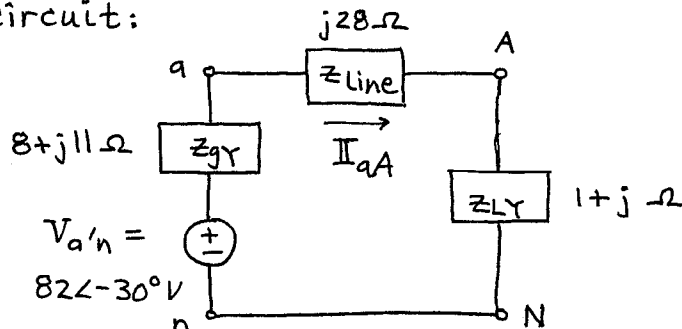 circuit:
j28Ω
a
A
Zline
8+j11Ω
ZgY
IaA
ZLY
1+j Ω
Va'n =
+
−
82∠-30° V
n
N